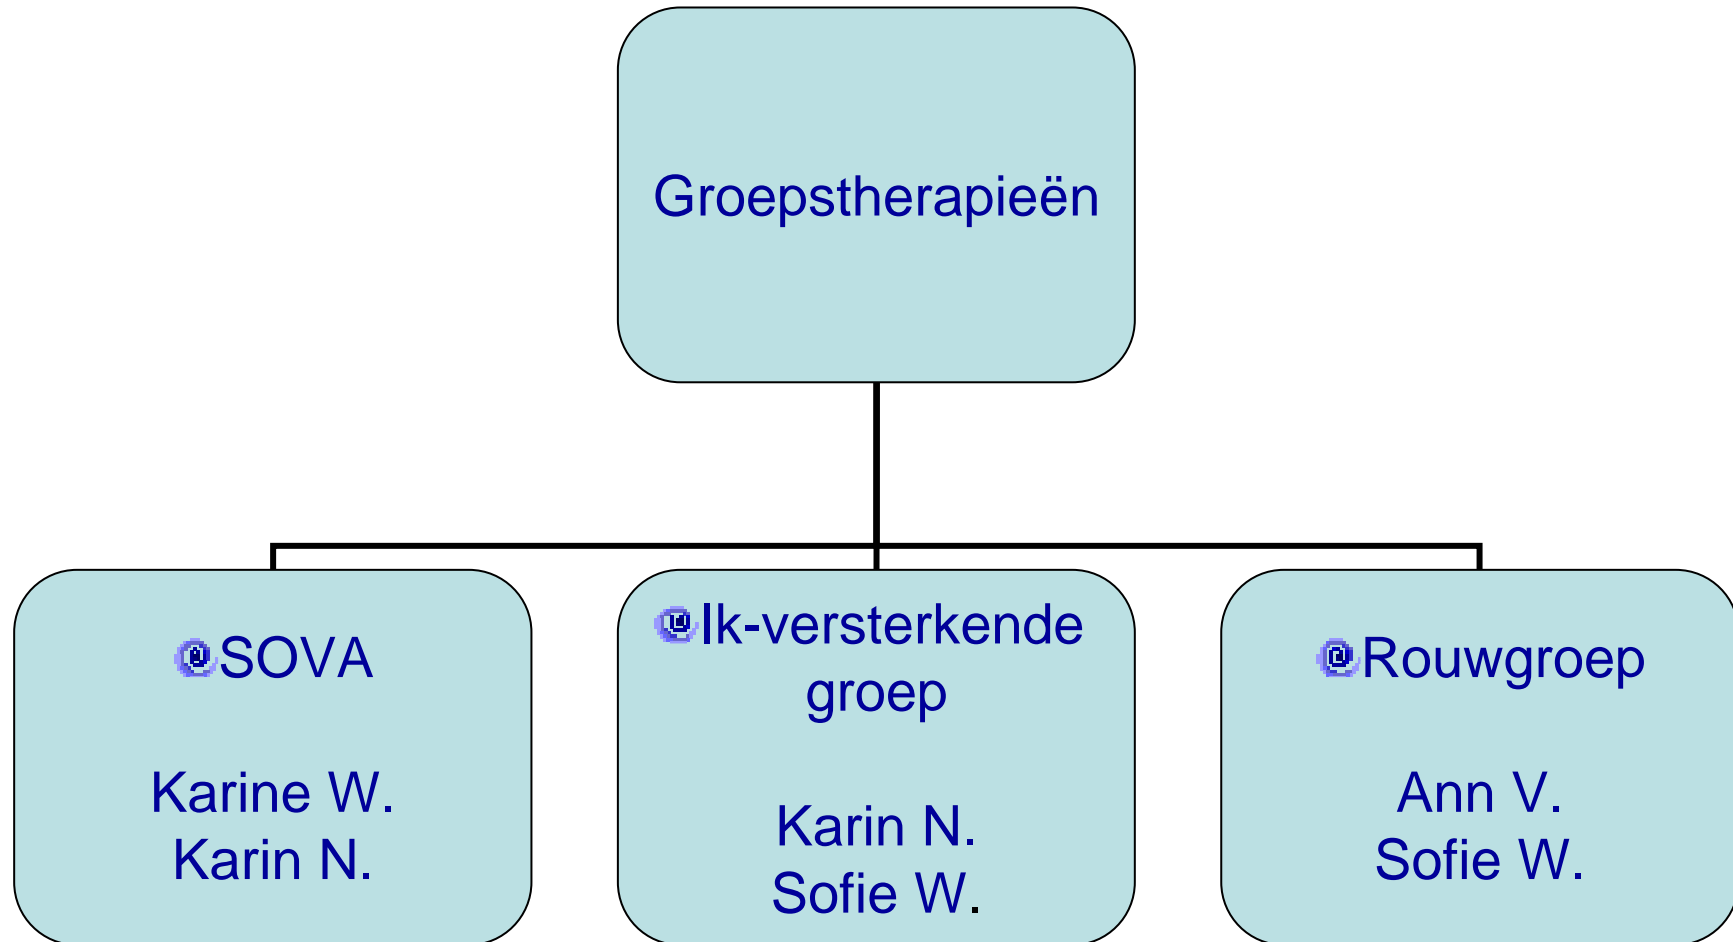 Groepstherapieën
SOVA
Karine W.
Karin N.
Ik-versterkende
groep
Karin N.
Sofie W.
Rouwgroep
Ann V.
Sofie W.